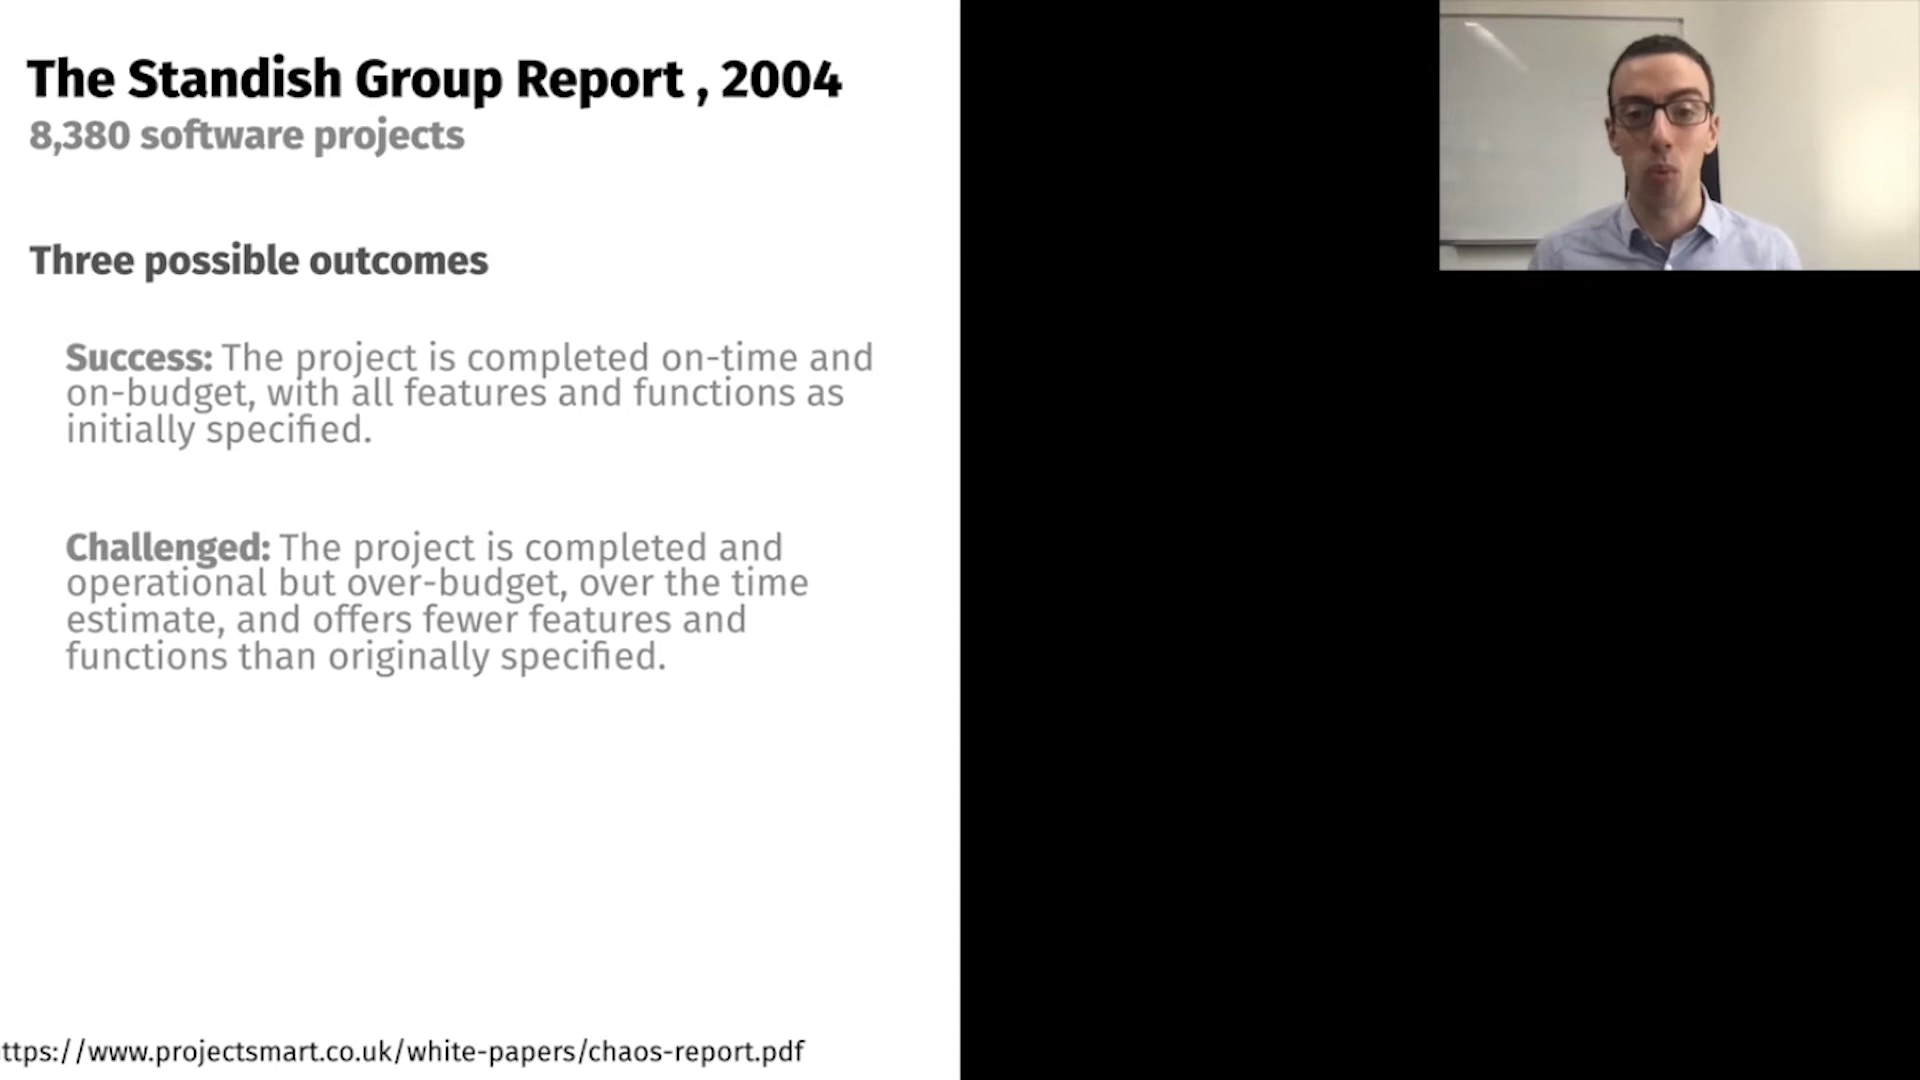 The Standish Group Report , 2004
8,380 software projects
Three possible outcomes
Success: The project is completed on-time and
on-budget, with all features and functions as
initially specified.
Challenged: The project is completed and
operational but over-budget, over the time
estimate, and offers fewer features and
functions than originally specified.
ttps://www.projectsmart.co.uk/white-papers/chaos-report.pdf